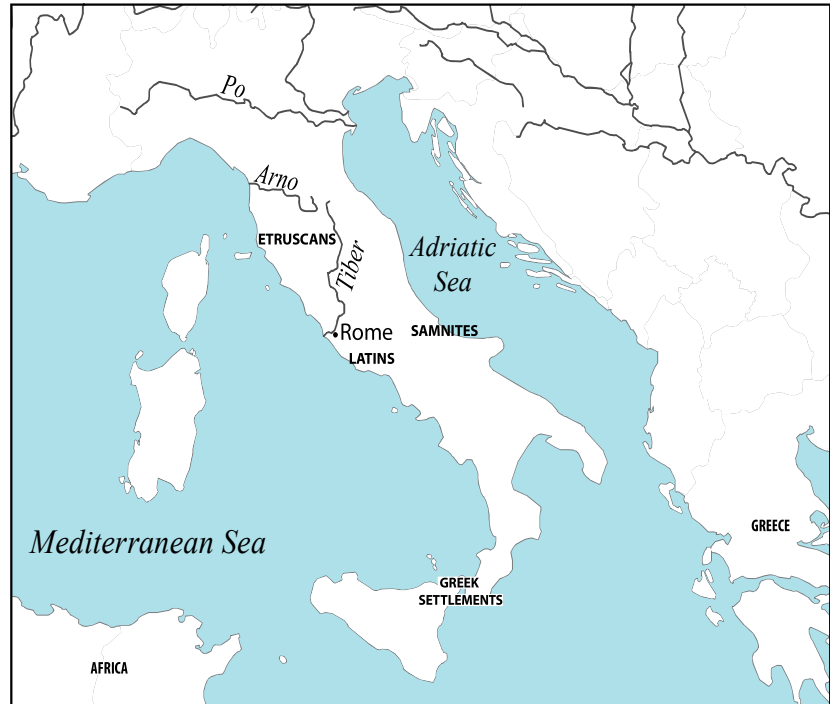 Po
Arno
ETRUSCANS
Tiber
Adriatic
Sea
Rome
SAMNITES
LATINS
Mediterranean Sea
GREECE
GREEK
SETTLEMENTS
AFRICA